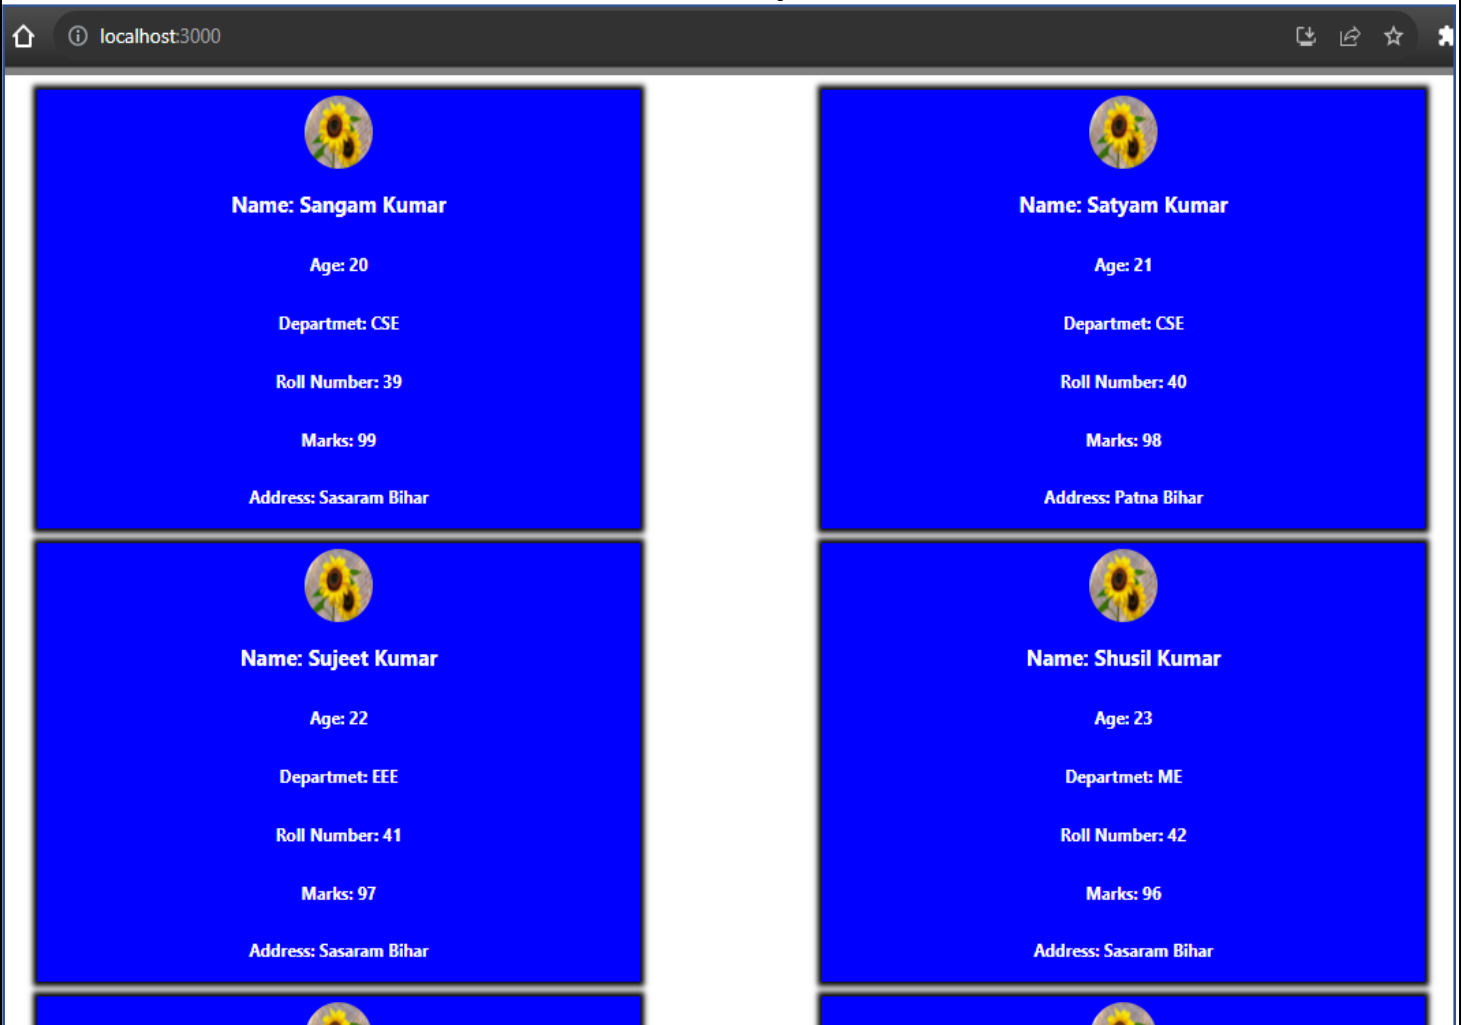 localhost:3000
Name: Sangam Kumar
Age: 20
Departmet: CSE
Roll Number: 39
Marks: 99
Address: Sasaram Bihar
Name: Satyam Kumar
Age: 21
Departmet: CSE
Roll Number: 40
Marks: 98
Address: Patna Bihar
Name: Sujeet Kumar
Age: 22
Departmet: EEE
Roll Number: 41
Marks: 97
Address: Sasaram Bihar
Name: Shusil Kumar
Age: 23
Departmet: ME
Roll Number: 42
Marks: 96
Address: Sasaram Bihar